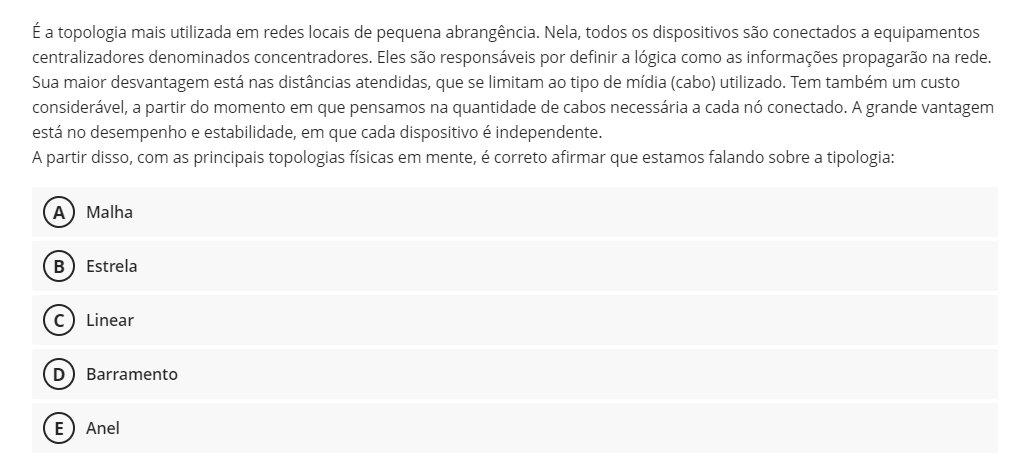 É a topologia mais utilizada em redes locais de pequena abrangência. Nela, todos os dispositivos são conectados a equipamentos
centralizadores denominados concentradores. Eles são responsáveis por definir a lógica como as informações propagarão na rede.
Sua maior desvantagem está nas distâncias atendidas, que se limitam ao tipo de mídia (cabo) utilizado. Tem também um custo
considerável, a partir do momento em que pensamos na quantidade de cabos necessária a cada nó conectado. A grande vantagem
está no desempenho e estabilidade, em que cada dispositivo é independente.
A partir disso, com as principais topologias físicas em mente, é correto afirmar que estamos falando sobre a tipologia:
A Malha
B Estrela
C Linear
D Barramento
E Anel